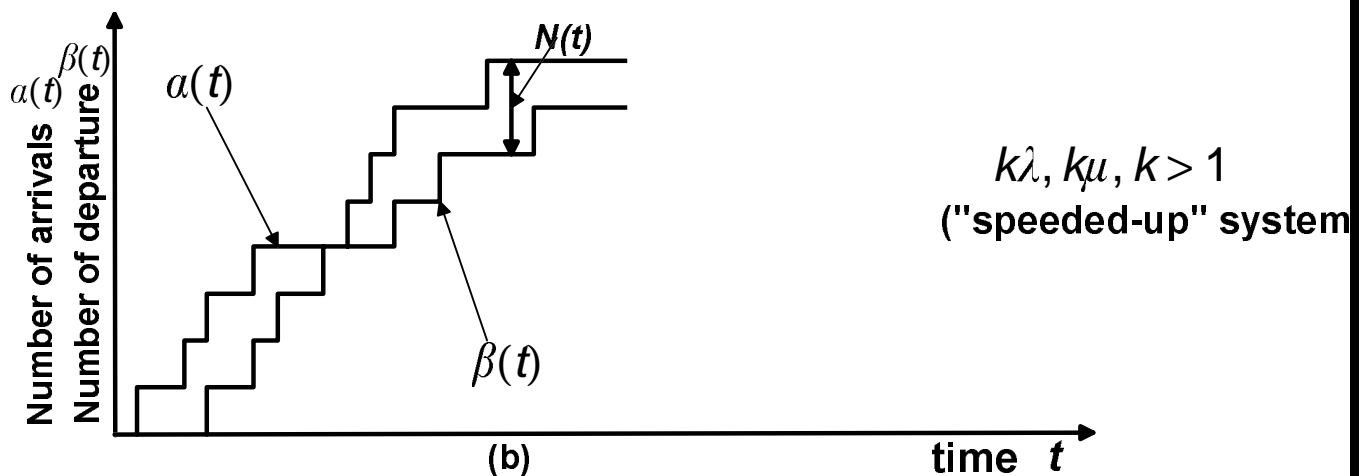 N(t)
β(t)
α(t)
α(t)
Number of arrivals
Number of departure
kλ, kμ, k > 1
("speeded-up" system
β(t)
(b)
time t